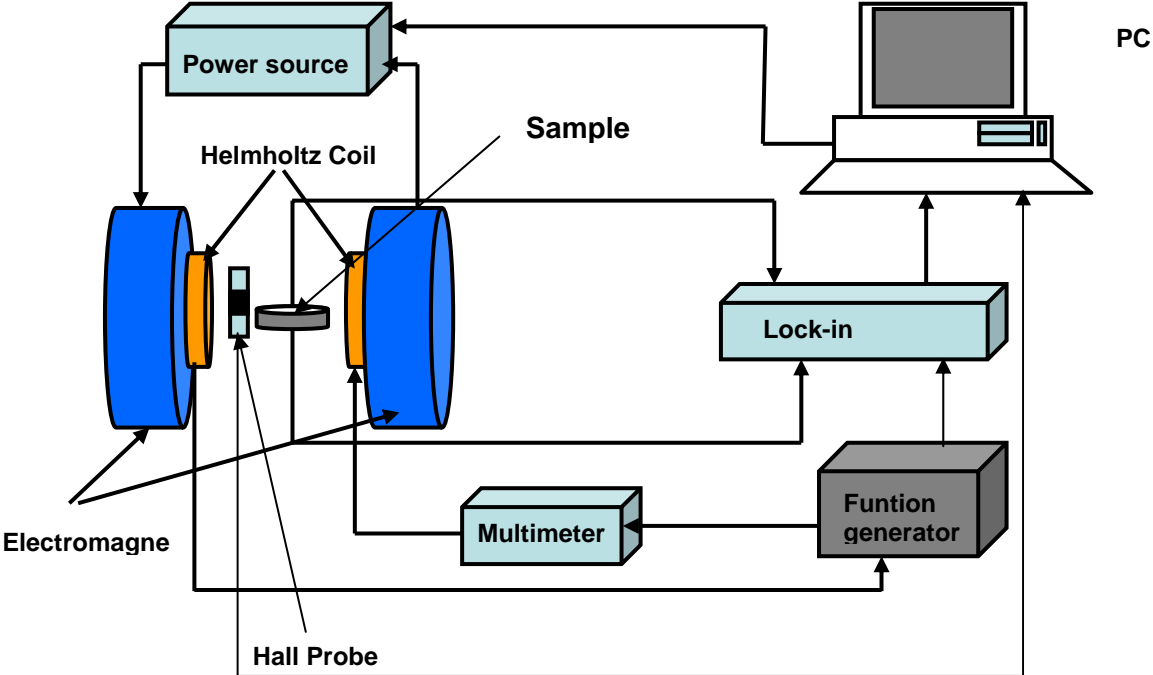 PC
Power source
Sample
Helmholtz Coil
Lock-in
Funtion
generator
Multimeter
Electromagne
Hall Probe